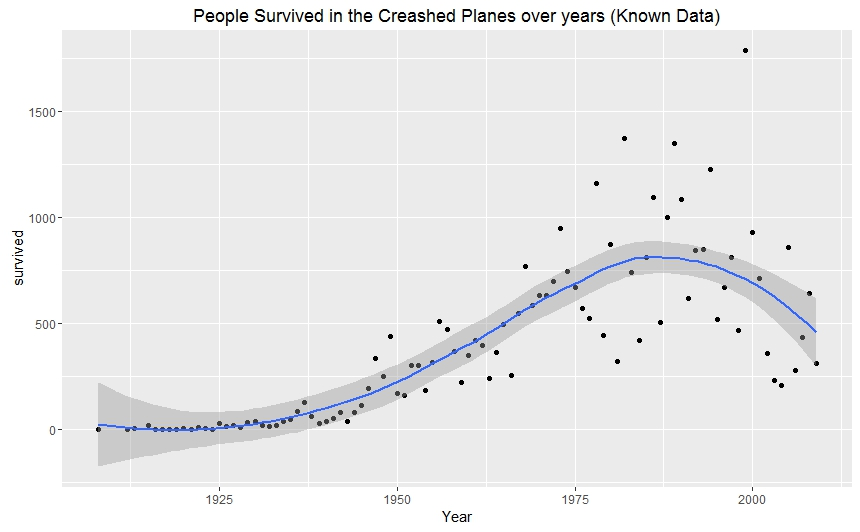 People Survived in the Creashed Planes over years (Known Data)
1500
1000
survived
500
0
1925 1950 1975 2000
Year